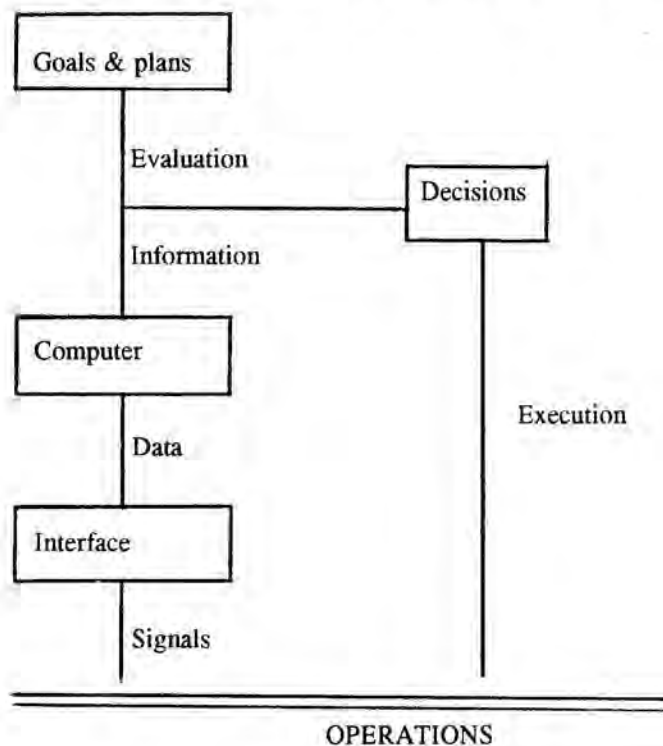 Goals & plans
Evaluation
Decisions
Information
Computer
Execution
Data
Interface
Signals
OPERATIONS